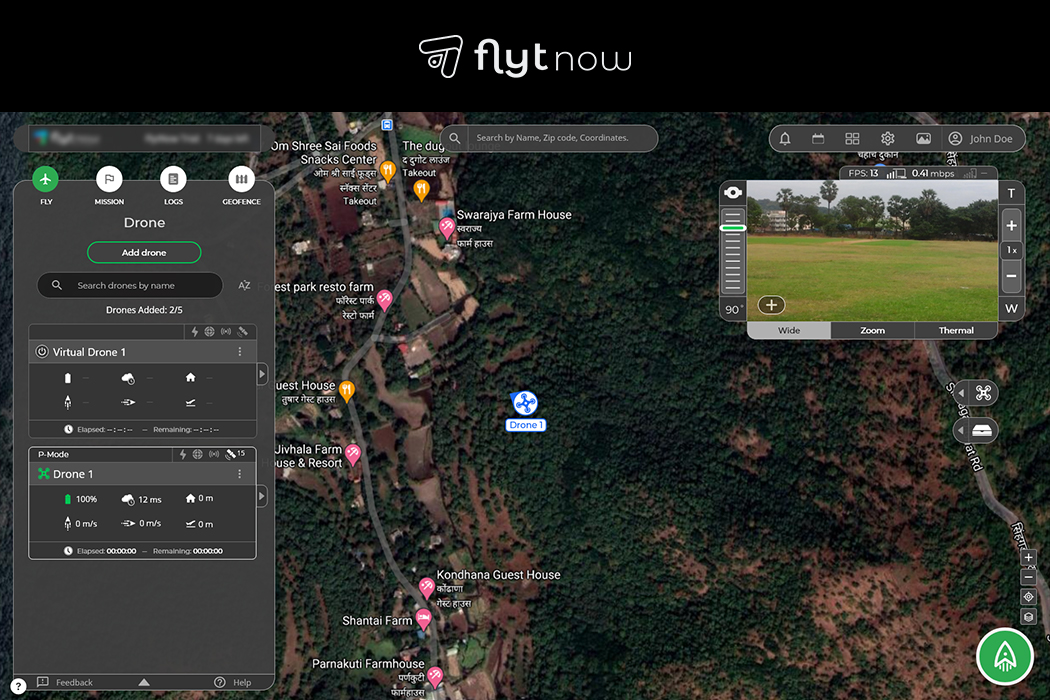 flytnow
Om Shree Sai Foods
Snacks Center
ओम श्री साई फूड्स
स्नॅक्स सेंटर
Takeout
The dug
द दुगोट लाउंज
Takeout
Search by Name, Zip code, Coordinates.
John Doe
FLY
MISSION
LOGS
GEOFENCE
Drone
Add drone
Search drones by name
AZ
Drones Added: 2/5
Virtual Drone 1
Elapsed: --:--:-- – Remaining: --:--:--
P-Mode
15
Drone 1
100%
12 ms
0 m
0 m/s
0 m/s
0 m
Elapsed: 00:00:00 – Remaining: 00:00:00
Feedback
Help
?
Swarajya Farm House
स्वराज्य
फार्म हाउस
rest park resto farm
फॉरेस्ट पार्क
रेस्टो फार्म
uest House
तुषार गेस्ट हाउस
Jivhala Farm
use & Resort
Drone 1
Kondhana Guest House
कोंढाणा
गेस्ट हाउस
Shantai Farm
Parnakuti Farmhouse
पर्णकुटी
फार्महाउस
चहाच दुकान
FPS: 13
0.41 mbps
T
1x
W
90°
Wide
Zoom
Thermal